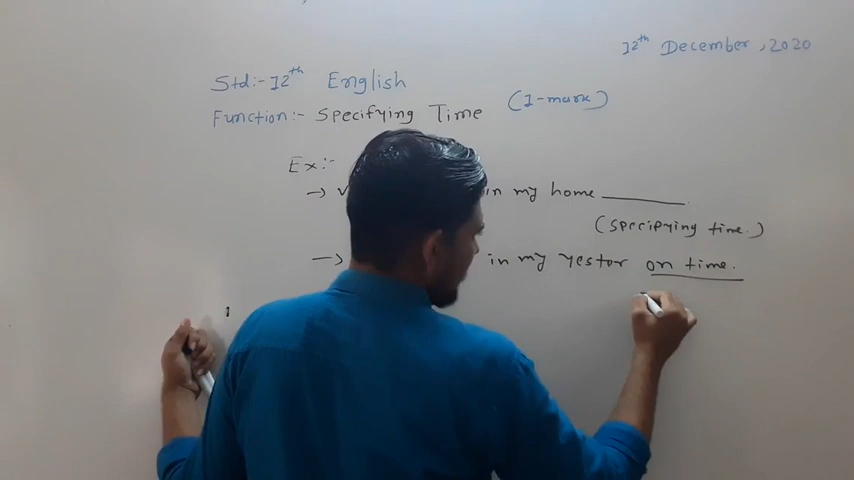 12th December, 2020
Std:- 12th English
Function:- Specifying Time (1-mark)
Ex:-
→ in my home ______.
(specifying time.)
→ in my yestor on time.